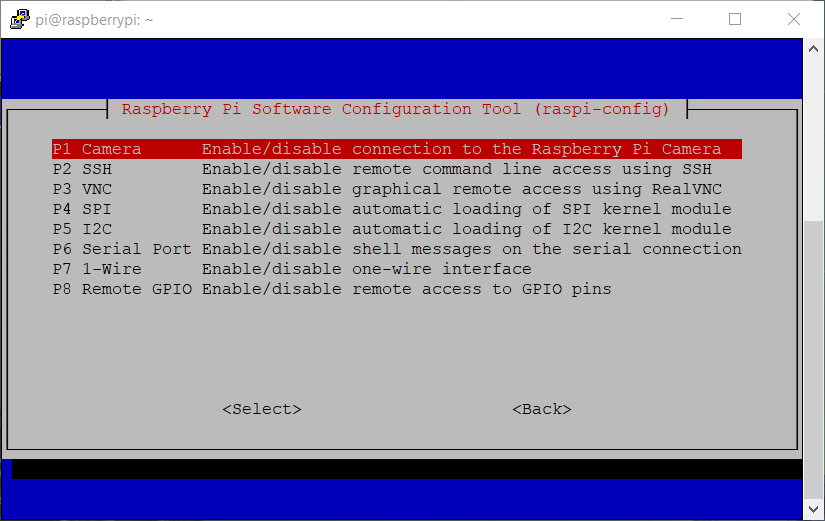 pi@raspberrypi: ~
Raspberry Pi Software Configuration Tool (raspi-config)
P1 Camera Enable/disable connection to the Raspberry Pi Camera
P2 SSH Enable/disable remote command line access using SSH
P3 VNC Enable/disable graphical remote access using RealVNC
P4 SPI Enable/disable automatic loading of SPI kernel module
P5 I2C Enable/disable automatic loading of I2C kernel module
P6 Serial Port Enable/disable shell messages on the serial connection
P7 1-Wire Enable/disable one-wire interface
P8 Remote GPIO Enable/disable remote access to GPIO pins
<Select> <Back>